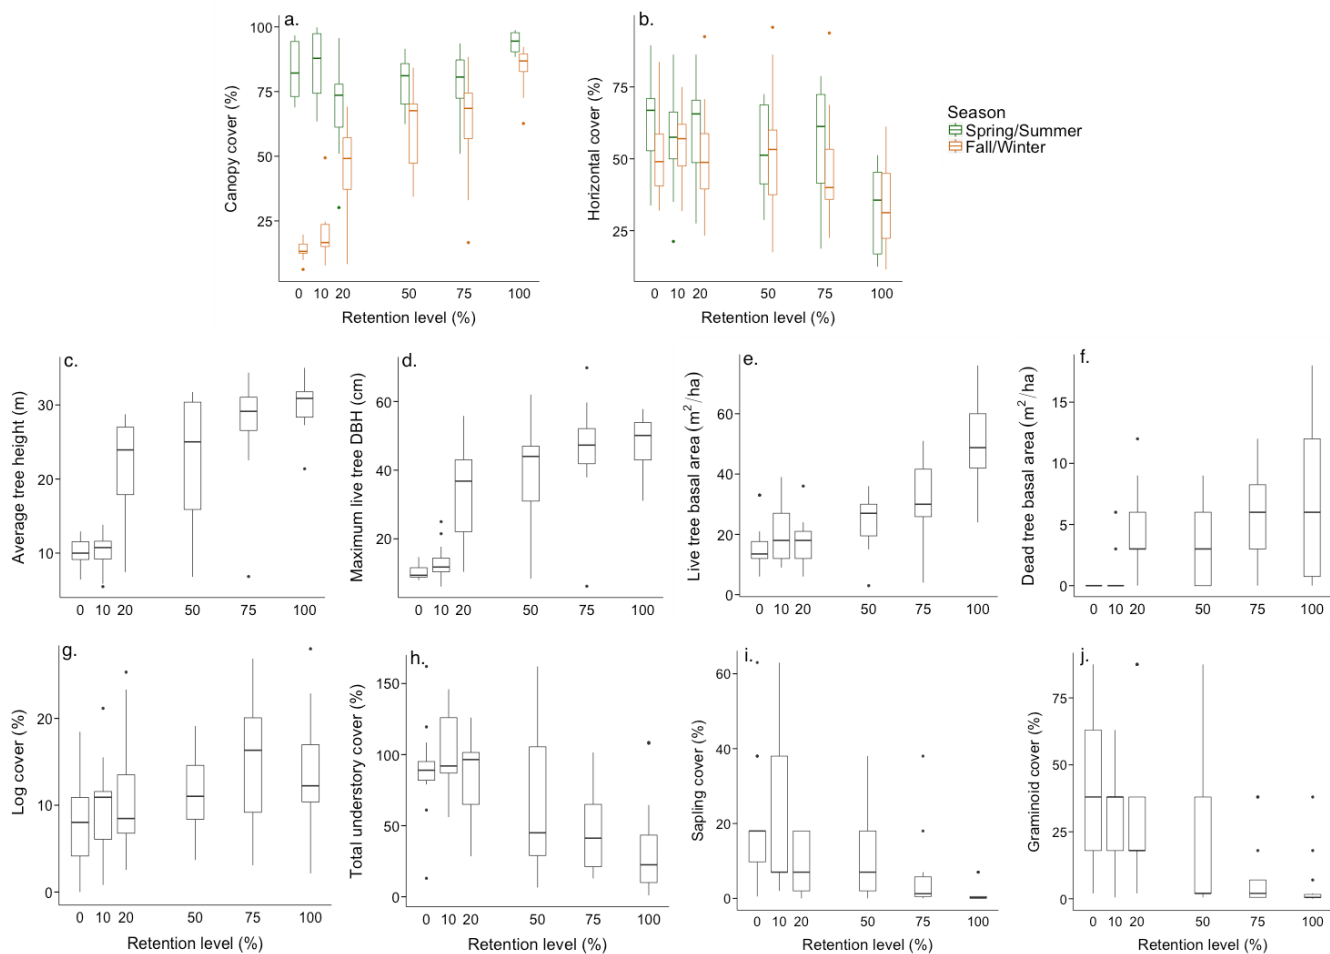 a.
Canopy cover (%)
100
75
50
25
0 10 20 50 75 100
Retention level (%)
b.
Horizontal cover (%)
75
50
25
0 10 20 50 75 100
Retention level (%)
Season
Spring/Summer
Fall/Winter
c.
Average tree height (m)
30
20
10
0 10 20 50 75 100
d.
Maximum live tree DBH (cm)
60
40
20
0 10 20 50 75 100
e.
Live tree basal area (m²/ha)
60
40
20
0
0 10 20 50 75 100
f.
Dead tree basal area (m²/ha)
15
10
5
0
0 10 20 50 75 100
g.
Log cover (%)
20
10
0
0 10 20 50 75 100
Retention level (%)
h.
Total understory cover (%)
150
100
50
0
0 10 20 50 75 100
Retention level (%)
i.
Sapling cover (%)
60
40
20
0
0 10 20 50 75 100
Retention level (%)
j.
Graminoid cover (%)
75
50
25
0
0 10 20 50 75 100
Retention level (%)